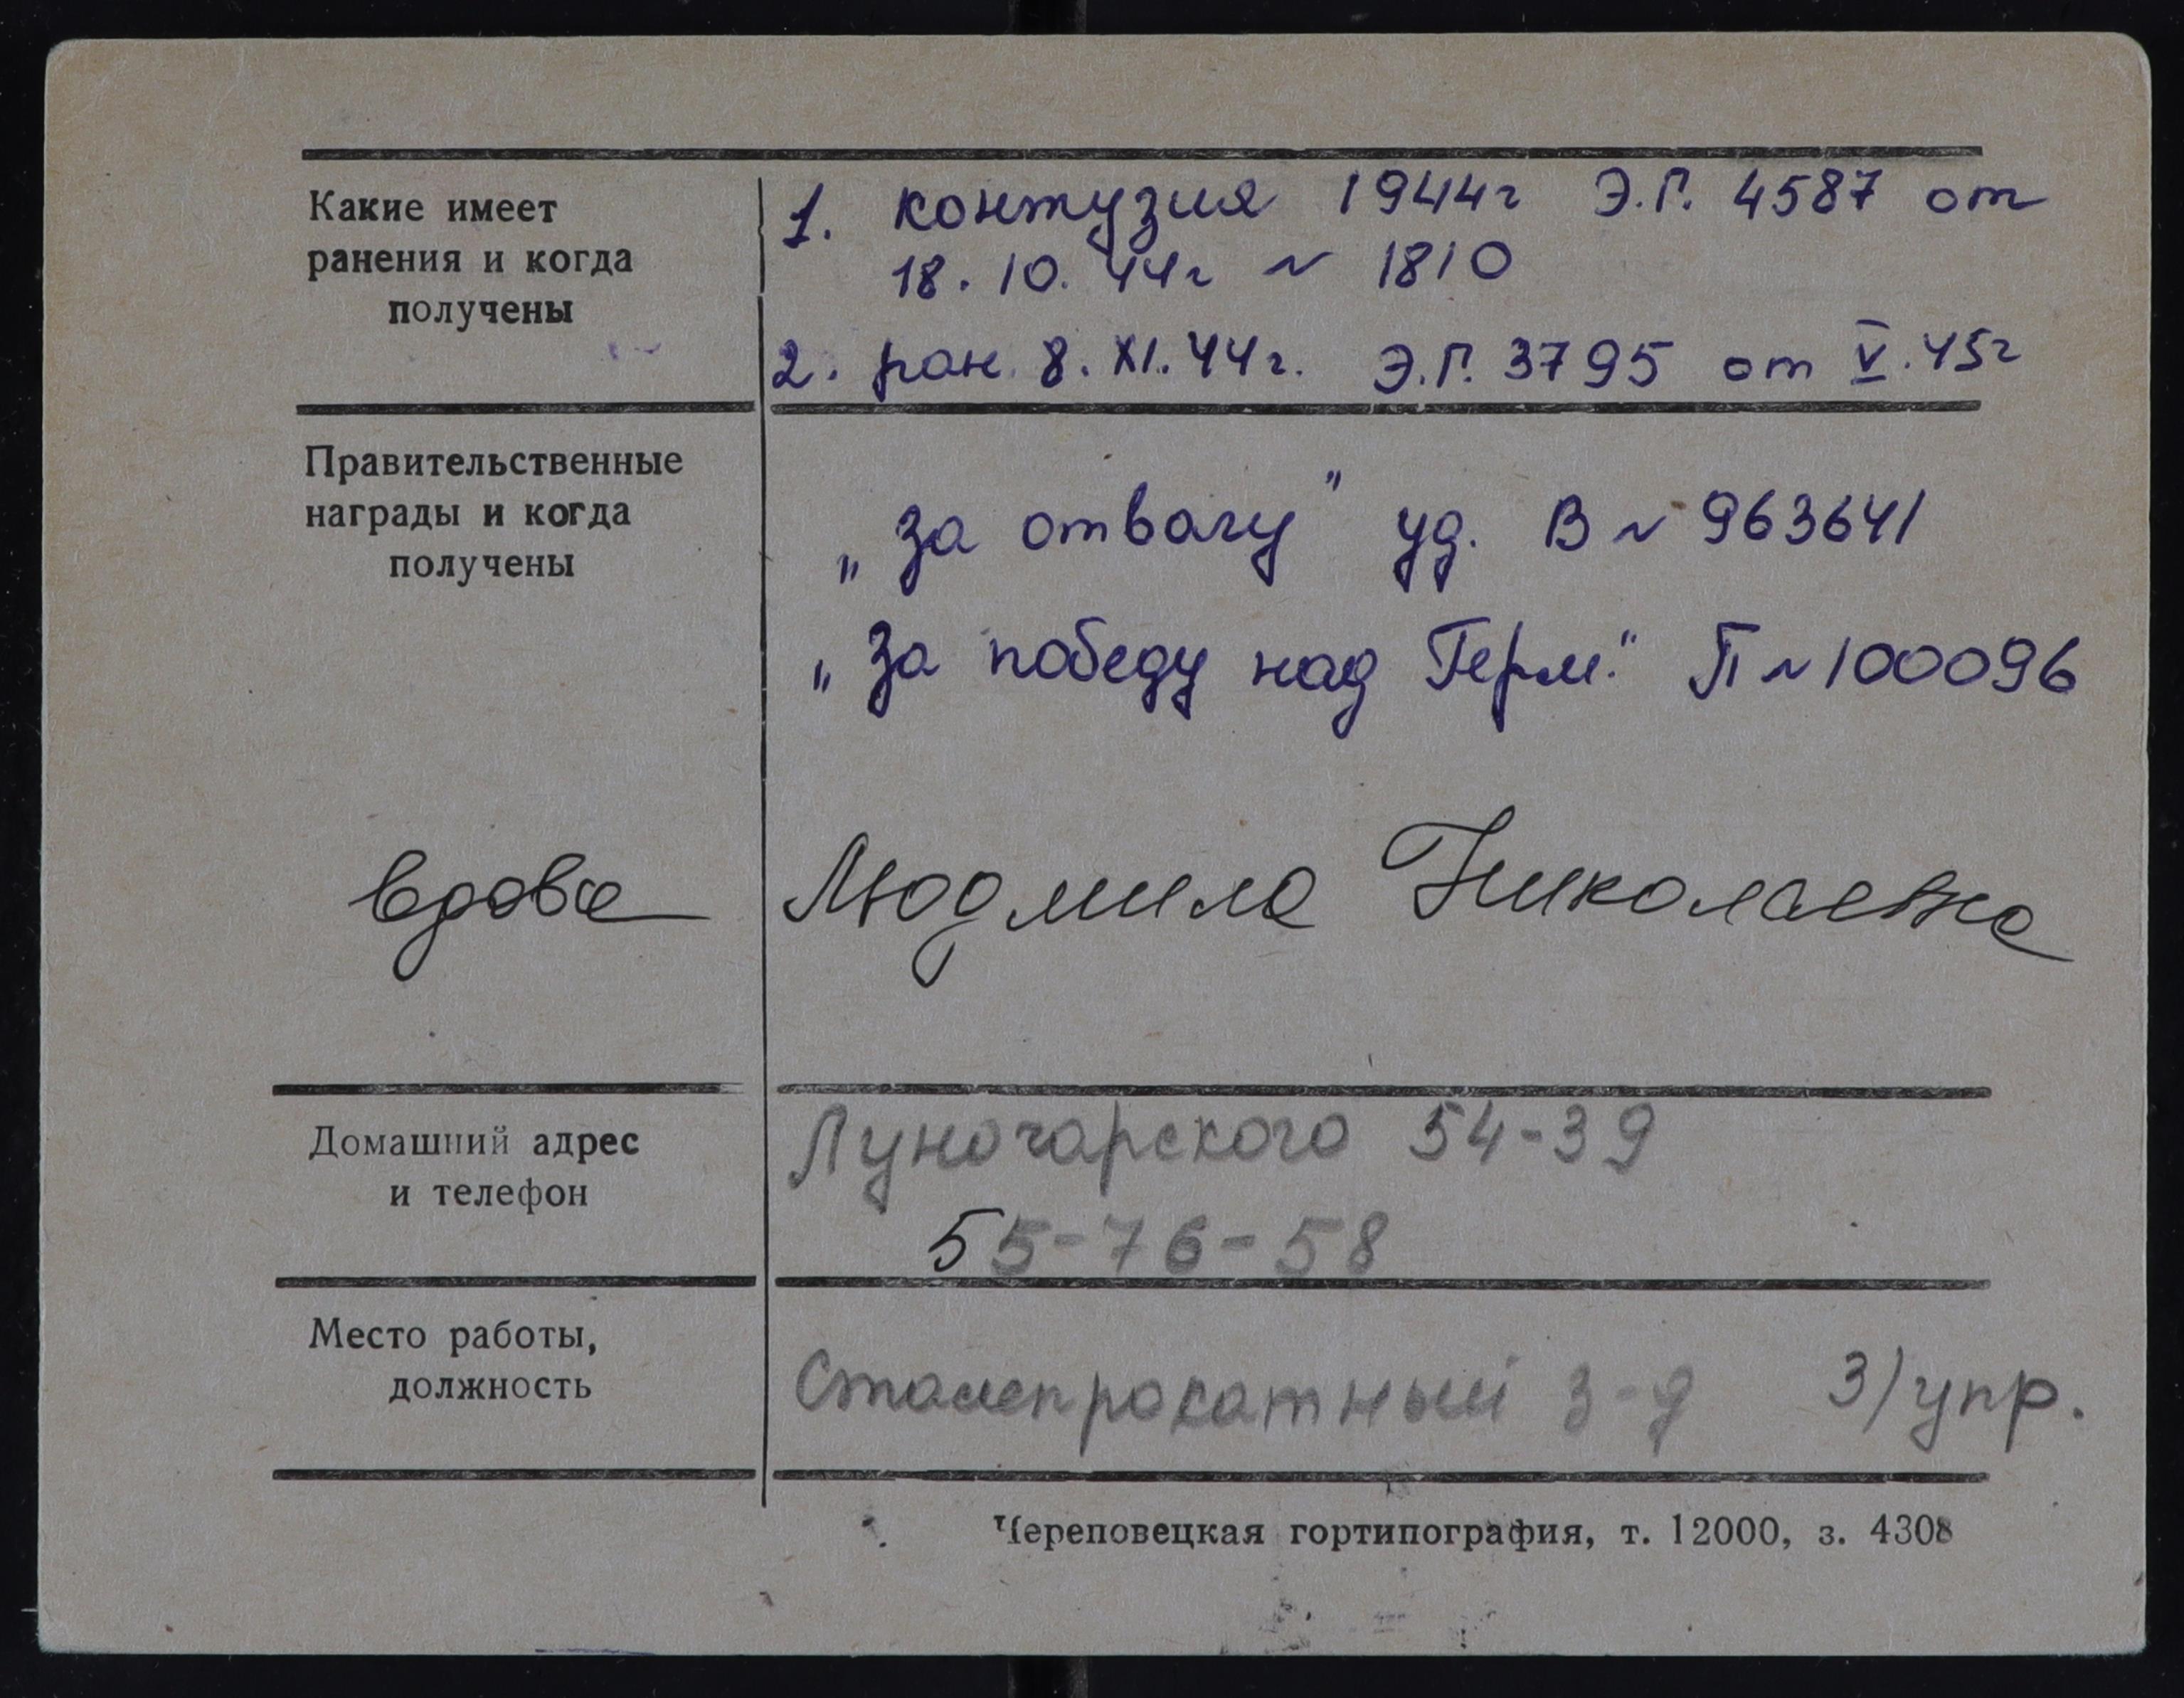 Какие имеет
ранения и когда
получены
1. контузия 1944г Э.Г. 4587 от
18.10.44г № 1810
2. ран. 8.XI.44г. Э.Г. 3795 от V.45г
Правительственные
награды и когда
получены
„За отвагу" уд. В № 963641
„За победу над Герм." П № 100096
вдова Людмила Николаевна
Домашний адрес
и телефон
Луначарского 54-39
55-76-58
Место работы,
должность
Сталепрокатный з-д 3/упр.
Череповецкая гортипография, т. 12000, з. 4308